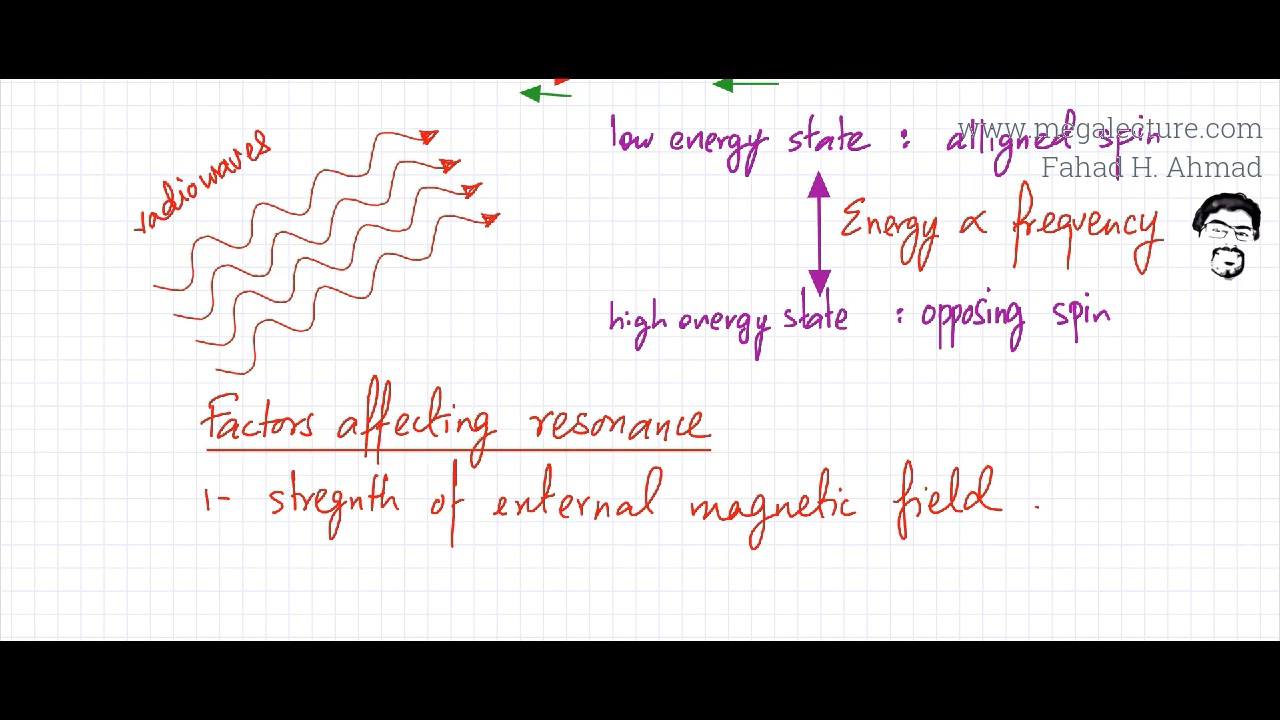 www.megalecture.com
Fahad H. Ahmad
radiowaves
low energy state : alligned spin
Energy ∝ frequency
high energy state : opposing spin
Factors affecting resonance
1- stregnth of external magnetic field .